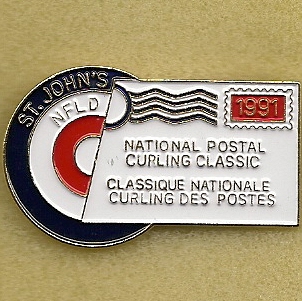 ST. JOHN'S
NFLD
1991
NATIONAL POSTAL
CURLING CLASSIC
CLASSIQUE NATIONALE
CURLING DES POSTES